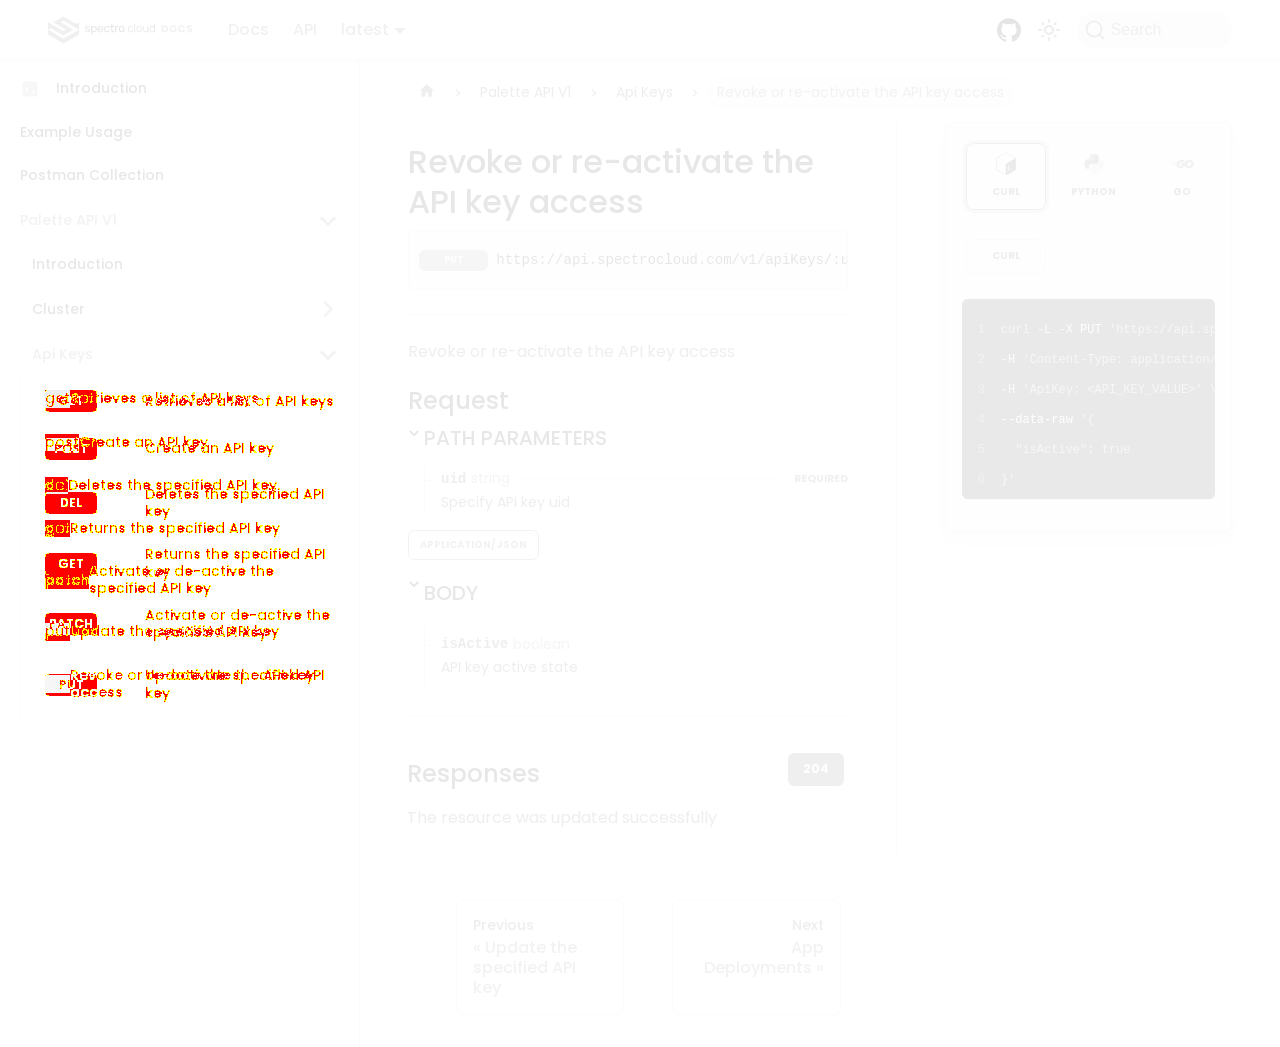 spectro cloud DOCS Docs API latest Search
Introduction
Example Usage
Postman Collection
Palette API V1
Introduction
Cluster
Api Keys
get Retrieves a list of API keys
Retrieves a list of API keys
post Create an API key
POST Create an API key
Deletes the specified API key
DEL Deletes the specified API
key
Returns the specified API key
GET Returns the specified API
key
patch Activate or de-active the
specified API key
PATCH Activate or de-active the
specified API key
Update the specified API key
PUT Revoke or re-activate the API key
access
Update the specified API
key
Palette API V1 Api Keys Revoke or re-activate the API key access
Revoke or re-activate the
API key access
PUT https://api.spectrocloud.com/v1/apiKeys/:u
Revoke or re-activate the API key access
Request
PATH PARAMETERS
uid string REQUIRED
Specify API key uid
APPLICATION/JSON
BODY
isActive boolean
API key active state
Responses
204
The resource was updated successfully
Previous
« Update the
specified API
key
Next
App
Deployments »
CURL PYTHON GO
CURL
1 curl -L -X PUT 'https://api.sp
2 -H 'Content-Type: application/
3 -H 'ApiKey: <API_KEY_VALUE>' \
4 --data-raw '{
5 "isActive": true
6 }'